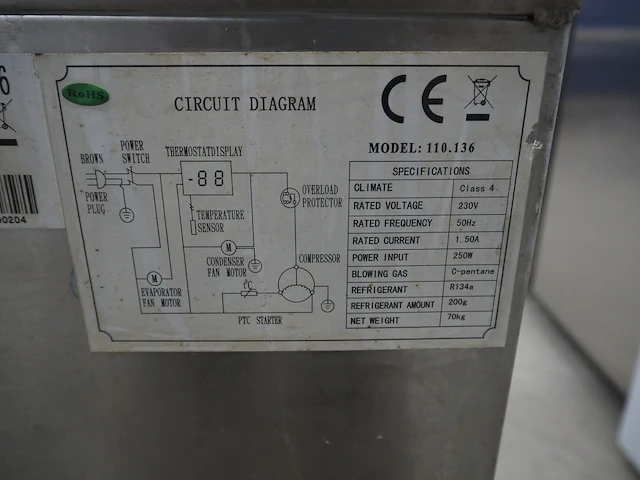 6
00204
RoHS
CIRCUIT DIAGRAM
CE
MODEL: 110.136
BROWN
POWER
SWITCH
THERMOSTATDISPLAY
-88
POWER
PLUG
TEMPERATURE
SENSOR
OVERLOAD
PROTECTOR
M
CONDENSER
FAN MOTOR
COMPRESSOR
M
EVAPORATOR
FAN MOTOR
PTC STARTER
SPECIFICATIONS
CLIMATE Class 4.
RATED VOLTAGE 230V
RATED FREQUENCY 50Hz
RATED CURRENT 1.50A
POWER INPUT 250W
BLOWING GAS C-pentane
REFRIGERANT R134a
REFRIGERANT AMOUNT 200g
NET WEIGHT 70kg